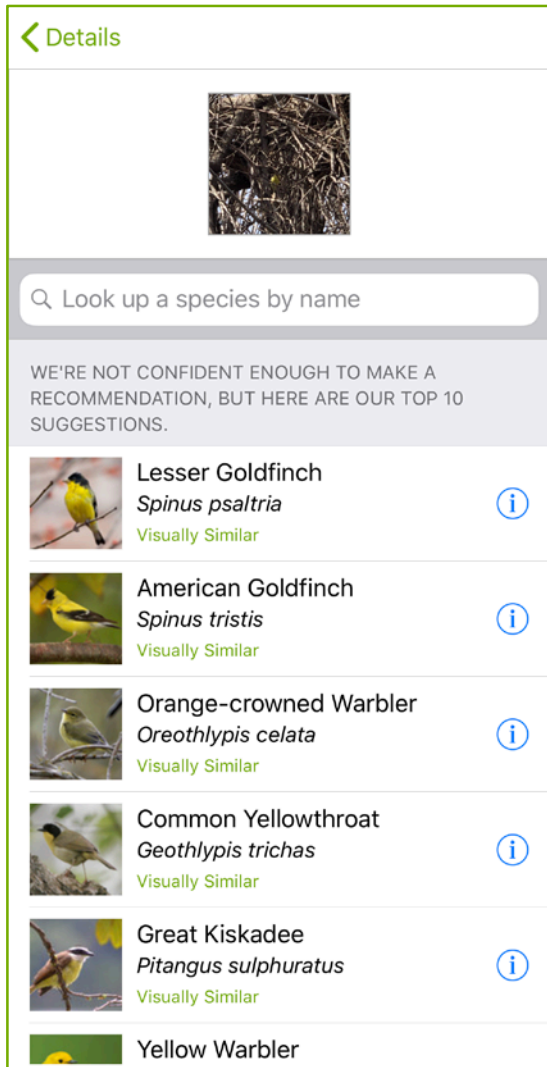 Details
Look up a species by name
WE'RE NOT CONFIDENT ENOUGH TO MAKE A
RECOMMENDATION, BUT HERE ARE OUR TOP 10
SUGGESTIONS.
Lesser Goldfinch
Spinus psaltria
Visually Similar
American Goldfinch
Spinus tristis
Visually Similar
Orange-crowned Warbler
Oreothlypis celata
Visually Similar
Common Yellowthroat
Geothlypis trichas
Visually Similar
Great Kiskadee
Pitangus sulphuratus
Visually Similar
Yellow Warbler